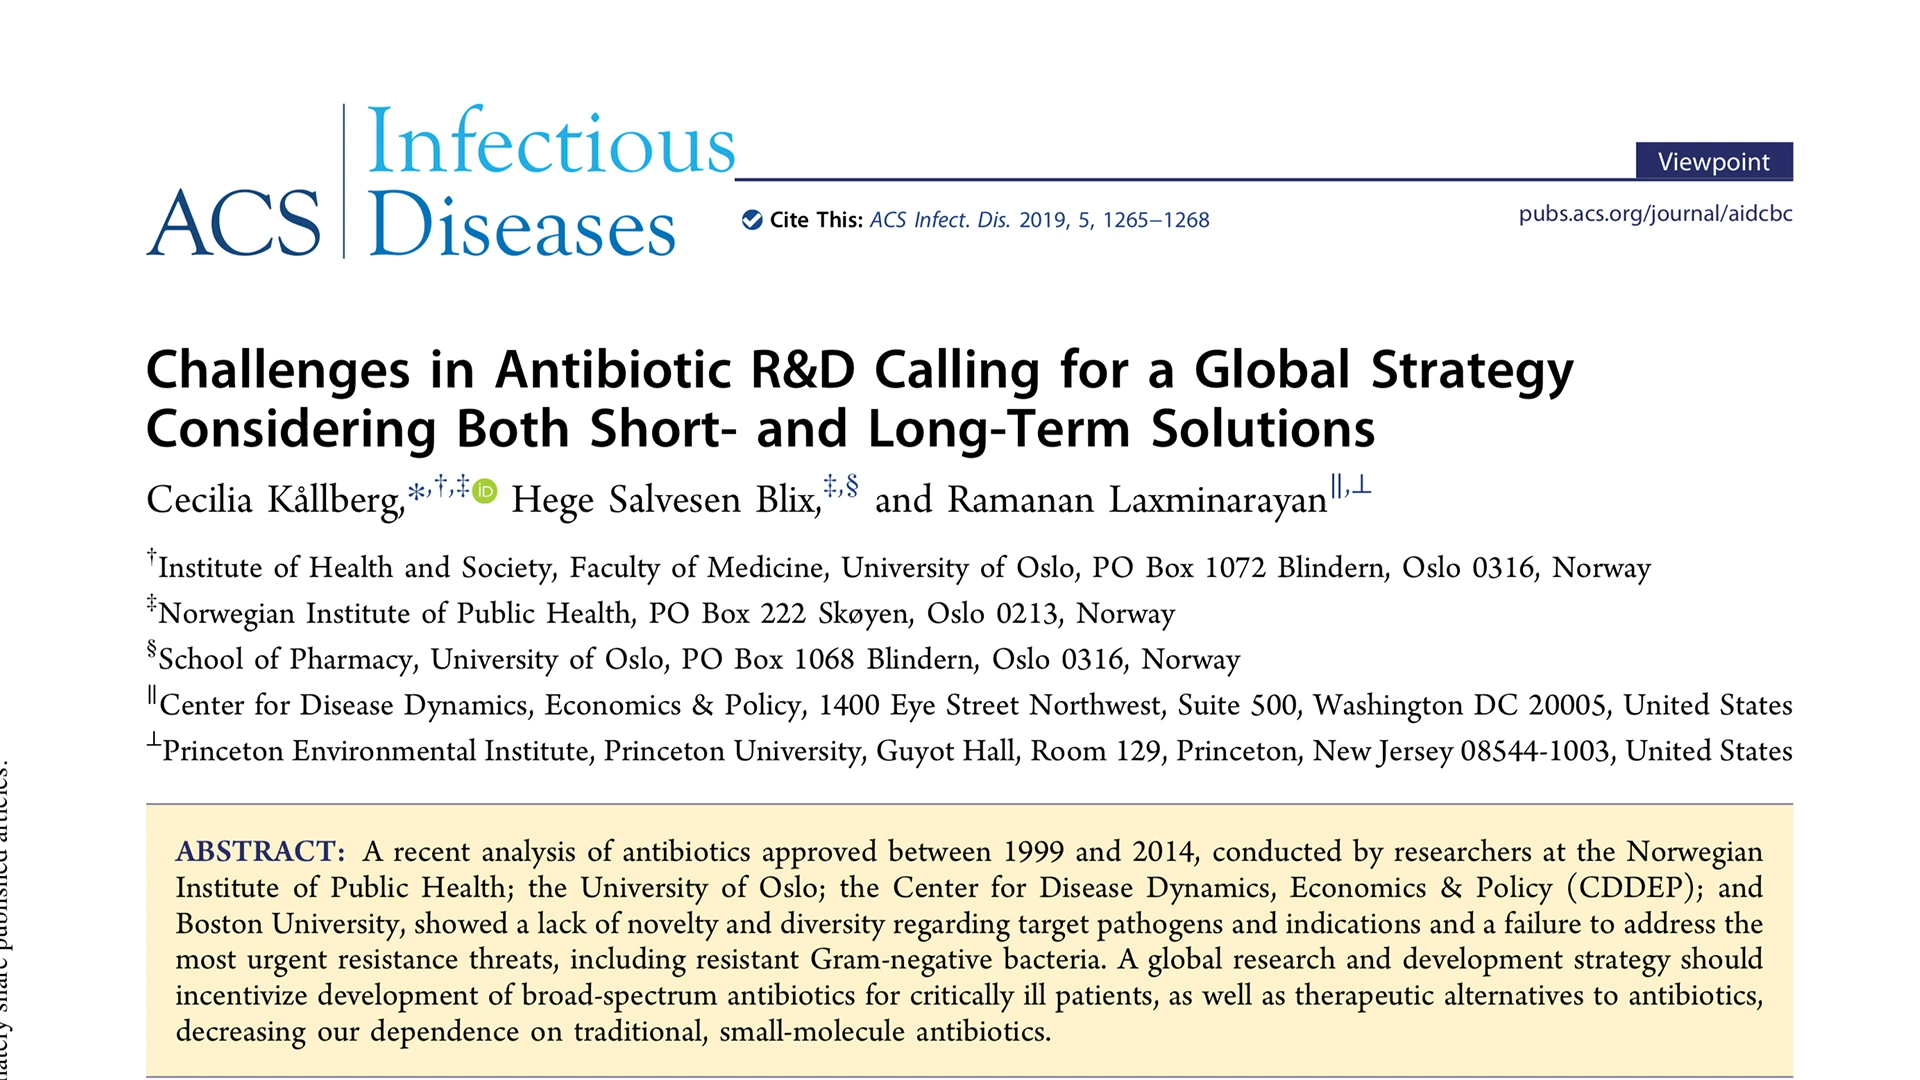 ACS Infectious Diseases
Viewpoint
Cite This: ACS Infect. Dis. 2019, 5, 1265−1268
pubs.acs.org/journal/aidcbc
Challenges in Antibiotic R&D Calling for a Global Strategy
Considering Both Short- and Long-Term Solutions
Cecilia Kållberg,*,†,‡ iD Hege Salvesen Blix,‡,§ and Ramanan Laxminarayan∥,⊥
†Institute of Health and Society, Faculty of Medicine, University of Oslo, PO Box 1072 Blindern, Oslo 0316, Norway
‡Norwegian Institute of Public Health, PO Box 222 Skøyen, Oslo 0213, Norway
§School of Pharmacy, University of Oslo, PO Box 1068 Blindern, Oslo 0316, Norway
∥Center for Disease Dynamics, Economics & Policy, 1400 Eye Street Northwest, Suite 500, Washington DC 20005, United States
⊥Princeton Environmental Institute, Princeton University, Guyot Hall, Room 129, Princeton, New Jersey 08544-1003, United States
ABSTRACT: A recent analysis of antibiotics approved between 1999 and 2014, conducted by researchers at the Norwegian
Institute of Public Health; the University of Oslo; the Center for Disease Dynamics, Economics & Policy (CDDEP); and
Boston University, showed a lack of novelty and diversity regarding target pathogens and indications and a failure to address the
most urgent resistance threats, including resistant Gram-negative bacteria. A global research and development strategy should
incentivize development of broad-spectrum antibiotics for critically ill patients, as well as therapeutic alternatives to antibiotics,
decreasing our dependence on traditional, small-molecule antibiotics.
share published articles.